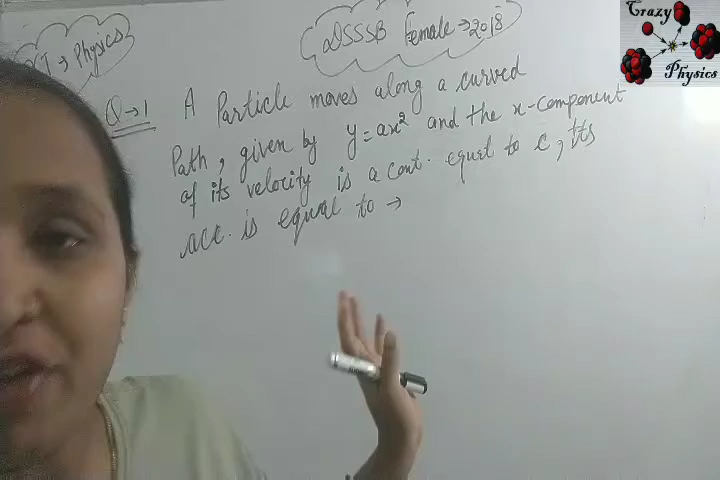 T → Physics
DSSSB Female → 2018
Crazy
Physics
Q → 1 A Particle moves along a curved
Path, given by y = ax² and the x-component
of its velocity is a cont. equal to c, its
acc. is equal to →